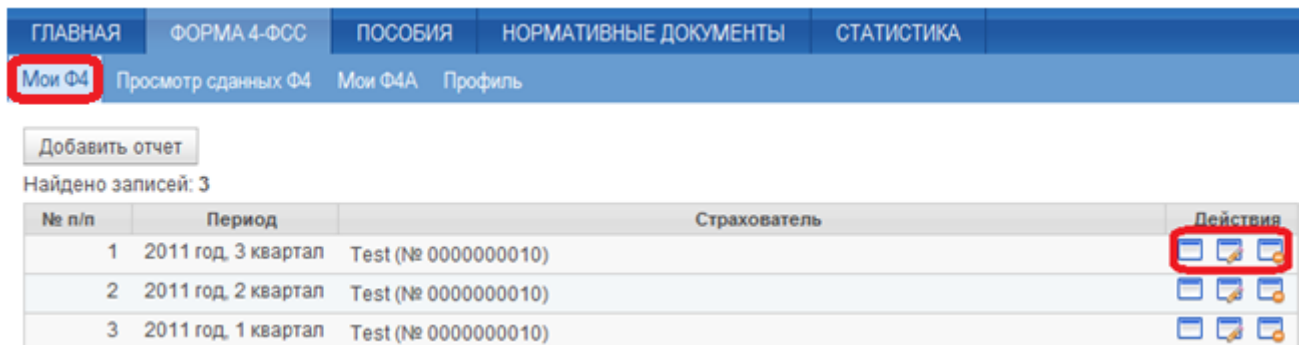 ГЛАВНАЯ ФОРМА 4-ФСС ПОСОБИЯ НОРМАТИВНЫЕ ДОКУМЕНТЫ СТАТИСТИКА
Мои Ф4 Просмотр сданных Ф4 Мои Ф4А Профиль
Добавить отчет
Найдено записей: 3
№ п/п Период Страхователь Действия
1 2011 год, 3 квартал Test (№ 0000000010)
2 2011 год, 2 квартал Test (№ 0000000010)
3 2011 год, 1 квартал Test (№ 0000000010)